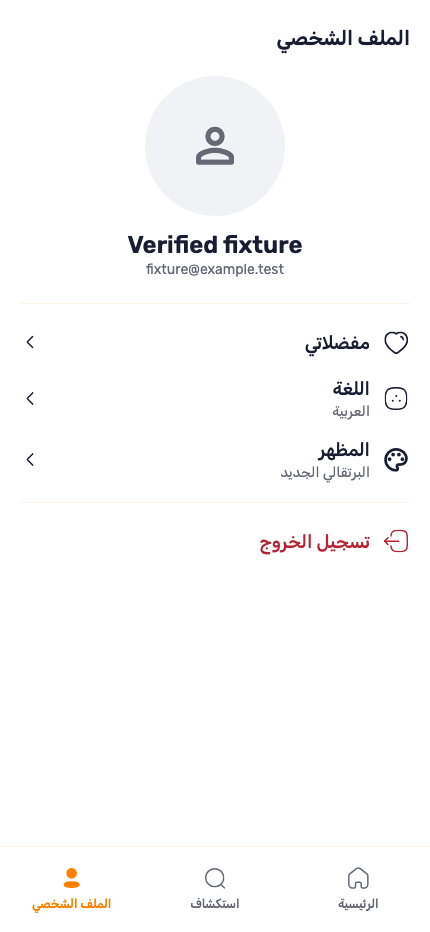 الملف الشخصي
Verified fixture
fixture@example.test
مفضلاتي
اللغة
العربية
المظهر
البرتقالي الجديد
تسجيل الخروج
الرئيسية
استكشاف
الملف الشخصي